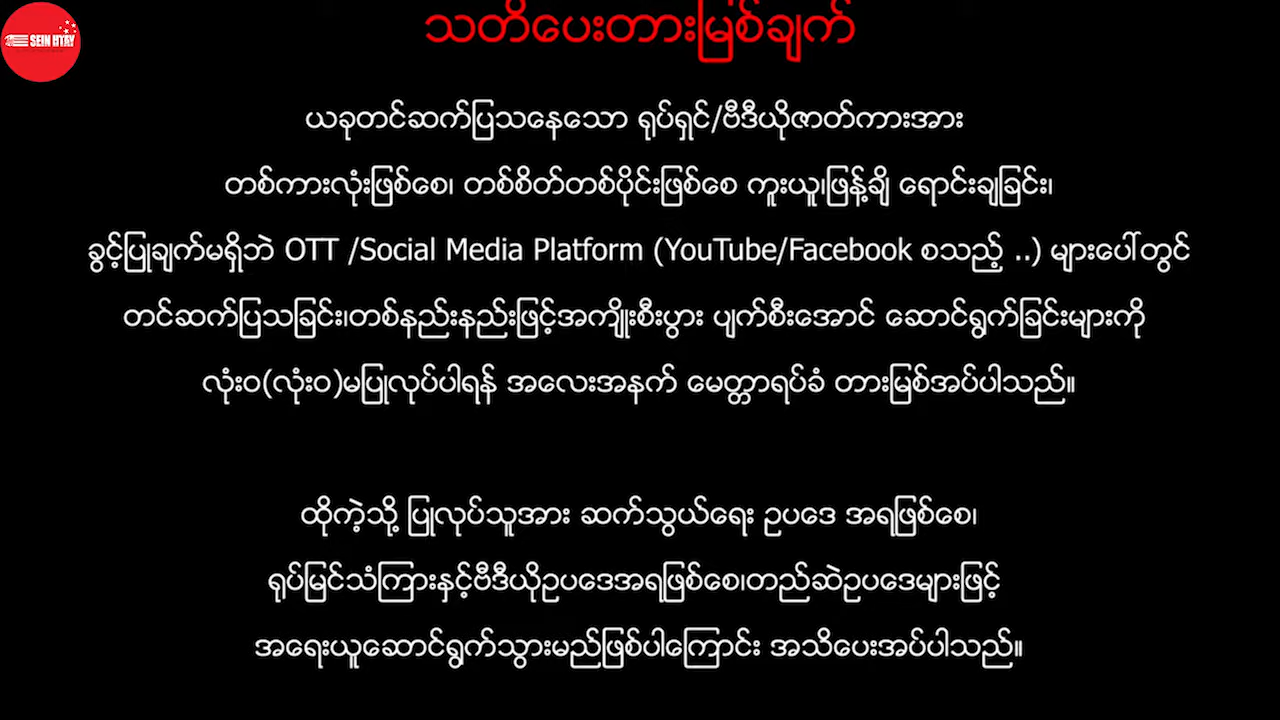 SEIN HTAY
သတိပေးတားမြစ်ချက်
ယခုတင်ဆက်ပြသနေသော ရုပ်ရှင်/ဗီဒီယိုဇာတ်ကားအား
တစ်ကားလုံးဖြစ်စေ၊ တစ်စိတ်တစ်ပိုင်းဖြစ်စေ ကူးယူ၊ဖြန့်ချိ ရောင်းချခြင်း၊
ခွင့်ပြုချက်မရှိဘဲ OTT /Social Media Platform (YouTube/Facebook စသည့် ..) များပေါ်တွင်
တင်ဆက်ပြသခြင်း၊တစ်နည်းနည်းဖြင့်အကျိုးစီးပွား ပျက်စီးအောင် ဆောင်ရွက်ခြင်းများကို
လုံးဝ(လုံးဝ)မပြုလုပ်ပါရန် အလေးအနက် မေတ္တာရပ်ခံ တားမြစ်အပ်ပါသည်။
ထိုကဲ့သို့ ပြုလုပ်သူအား ဆက်သွယ်ရေး ဥပဒေ အရဖြစ်စေ၊
ရုပ်မြင်သံကြားနှင့်ဗီဒီယိုဥပဒေအရဖြစ်စေ၊တည်ဆဲဥပဒေများဖြင့်
အရေးယူဆောင်ရွက်သွားမည်ဖြစ်ပါကြောင်း အသိပေးအပ်ပါသည်။